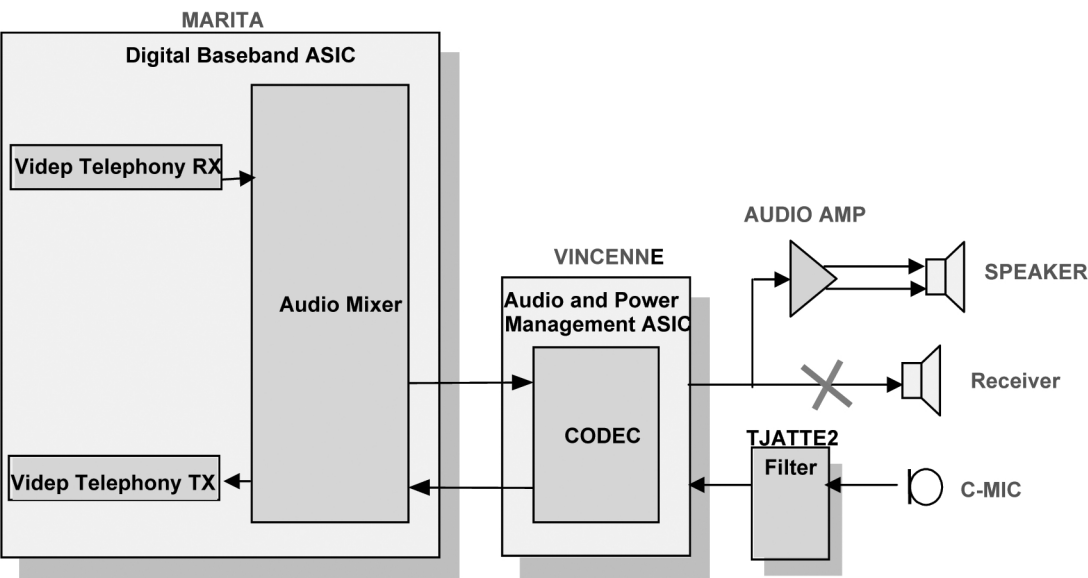 MARITA
Digital Baseband ASIC
Videp Telephony RX
Audio Mixer
Videp Telephony TX
VINCENNE
Audio and Power
Management ASIC
CODEC
AUDIO AMP
SPEAKER
Receiver
TJATTE2
Filter
C-MIC